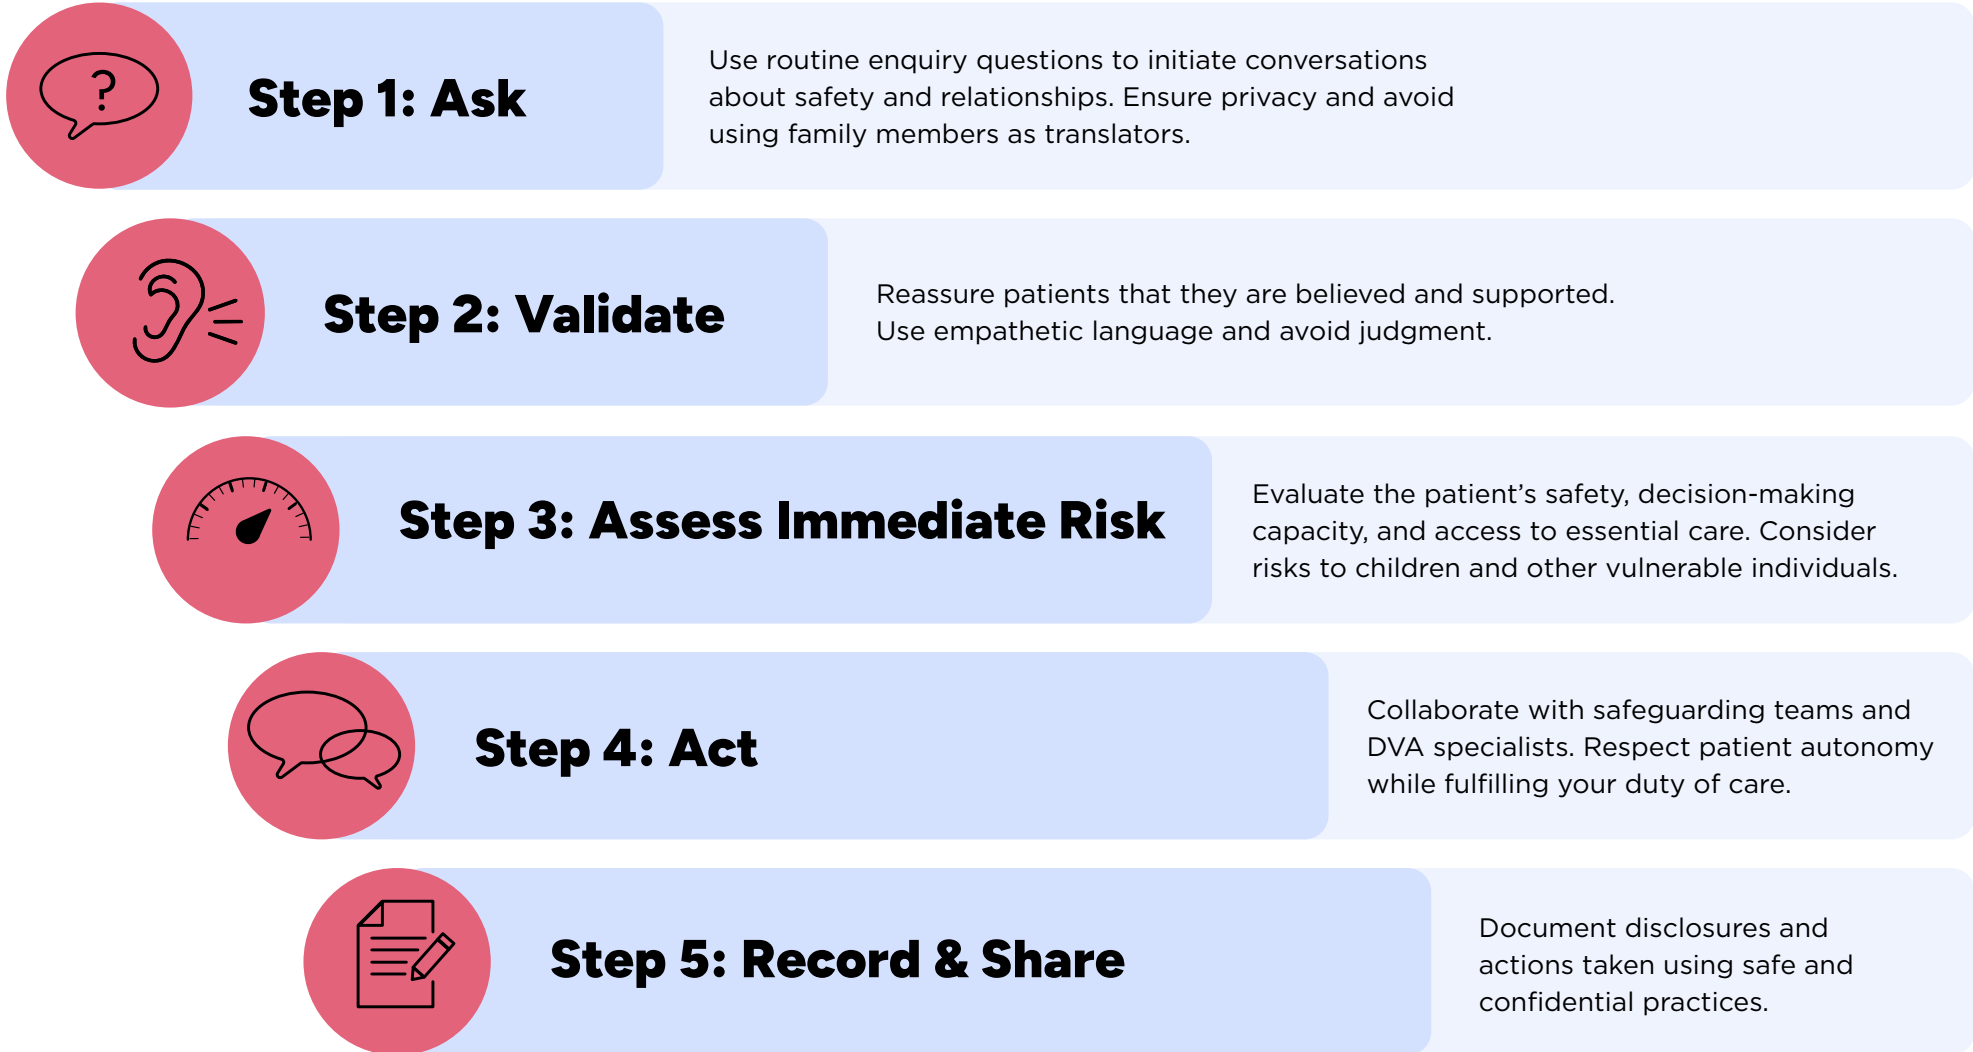 ?
Step 1: Ask
Use routine enquiry questions to initiate conversations
about safety and relationships. Ensure privacy and avoid
using family members as translators.
Step 2: Validate
Reassure patients that they are believed and supported.
Use empathetic language and avoid judgment.
Step 3: Assess Immediate Risk
Evaluate the patient’s safety, decision-making
capacity, and access to essential care. Consider
risks to children and other vulnerable individuals.
Step 4: Act
Collaborate with safeguarding teams and
DVA specialists. Respect patient autonomy
while fulfilling your duty of care.
Step 5: Record & Share
Document disclosures and
actions taken using safe and
confidential practices.